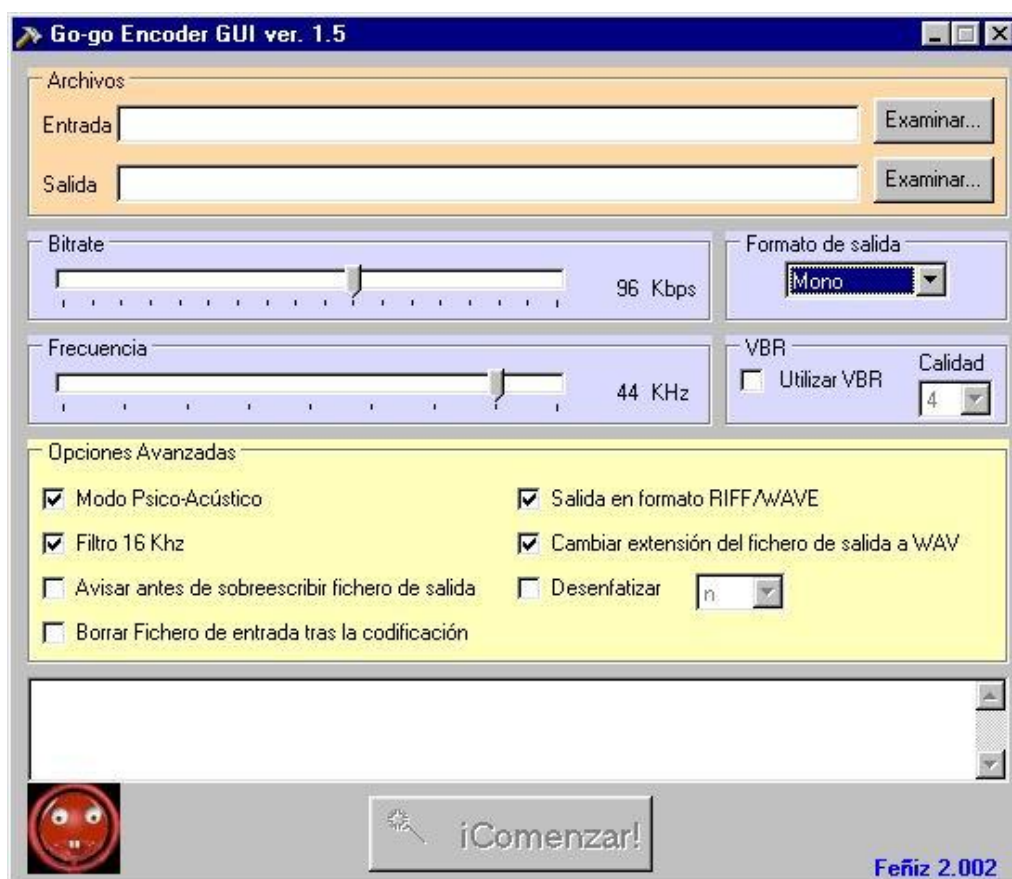 Go-go Encoder GUI ver. 1.5
Archivos
Entrada Examinar...
Salida Examinar...
Bitrate
96 Kbps
Formato de salida
Mono
Frecuencia
44 KHz
VBR
Utilizar VBR
Calidad
4
Opciones Avanzadas
Modo Psico-Acústico
Salida en formato RIFF/WAVE
Filtro 16 Khz
Cambiar extensión del fichero de salida a WAV
Avisar antes de sobreescribir fichero de salida
Desenfatizar n
Borrar Fichero de entrada tras la codificación
¡Comenzar!
Feñiz 2.002